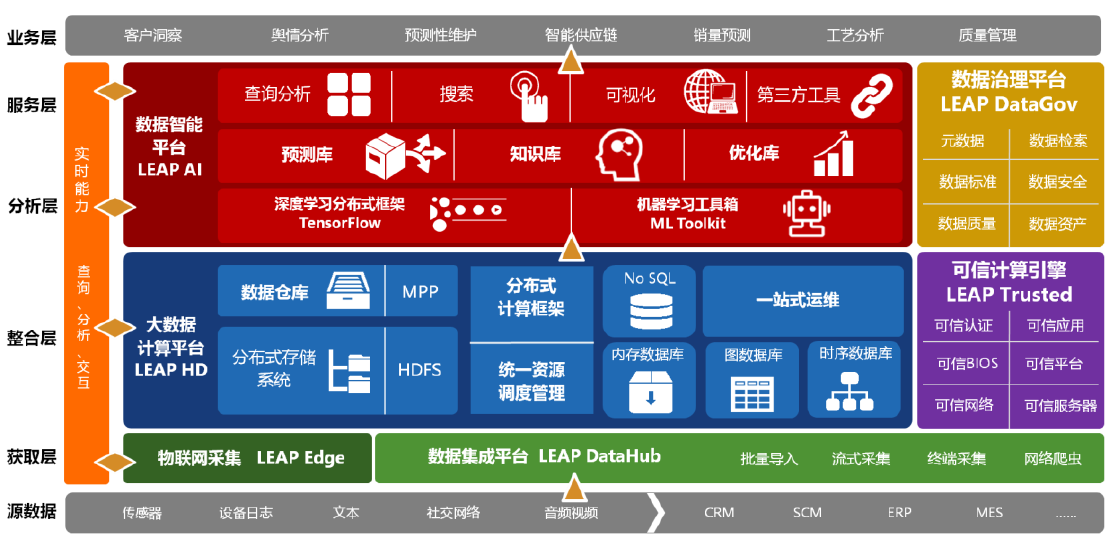 业务层
客户洞察
舆情分析
预测性维护
智能供应链
销量预测
工艺分析
质量管理
服务层
分析层
整合层
获取层
源数据
实时能力
查询、分析、交互
数据智能
平台
LEAP AI
查询分析
搜索
可视化
第三方工具
预测库
知识库
优化库
深度学习分布式框架
TensorFlow
机器学习工具箱
ML Toolkit
数据治理平台
LEAP DataGov
元数据
数据检索
数据标准
数据安全
数据质量
数据资产
大数据
计算平台
LEAP HD
数据仓库
MPP
分布式存储
系统
HDFS
分布式
计算框架
统一资源
调度管理
No SQL
一站式运维
内存数据库
图数据库
时序数据库
可信计算引擎
LEAP Trusted
可信认证
可信应用
可信BIOS
可信平台
可信网络
可信服务器
物联网采集 LEAP Edge
数据集成平台 LEAP DataHub
批量导入
流式采集
终端采集
网络爬虫
传感器
设备日志
文本
社交网络
音频视频
CRM
SCM
ERP
MES
......